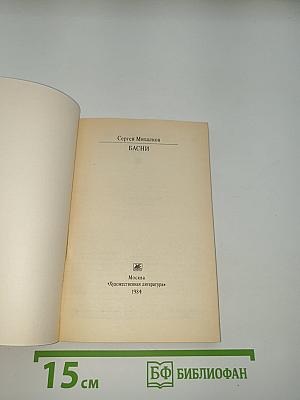 Сергей Михалков
БАСНИ
Москва
«Художественная литература»
1984
15 см
БФ БИБЛИОФАН